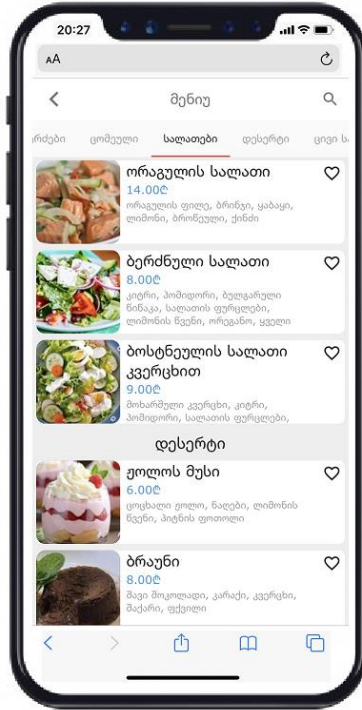 20:27
AA
მენიუ
ცომეული სალათები დესერტი ცივი
ორაგულის სალათი
14.00₾
ორაგულის ფილე, ბრინჯი, ყაბაყი,
ლიმონი, ბროწეული, ქინძი
ბერძნული სალათი
8.00₾
კიტრი, პომიდორი, ბულგარული
წიწაკა, სალათის ფურცლები,
ლიმონის წვენი, ორეგანო, ყველი
ბოსტნეულის სალათი
კვერცხით
9.00₾
მოხარშული კვერცხი, კიტრი,
პომიდორი, სალათის ფურცლები,
დესერტი
ჟოლოს მუსი
6.00₾
ცოცხალი ჟოლო, ნაღები, ლიმონის
წვენი, პიტნის ფოთოლი
ბრაუნი
8.00₾
შავი შოკოლადი, კარაქი, კვერცხი,
შაქარი, ფქვილი